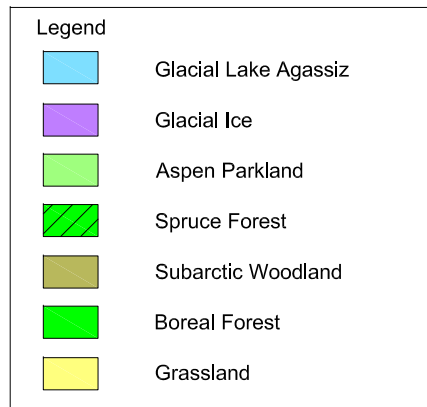 Legend
Glacial Lake Agassiz
Glacial Ice
Aspen Parkland
Spruce Forest
Subarctic Woodland
Boreal Forest
Grassland